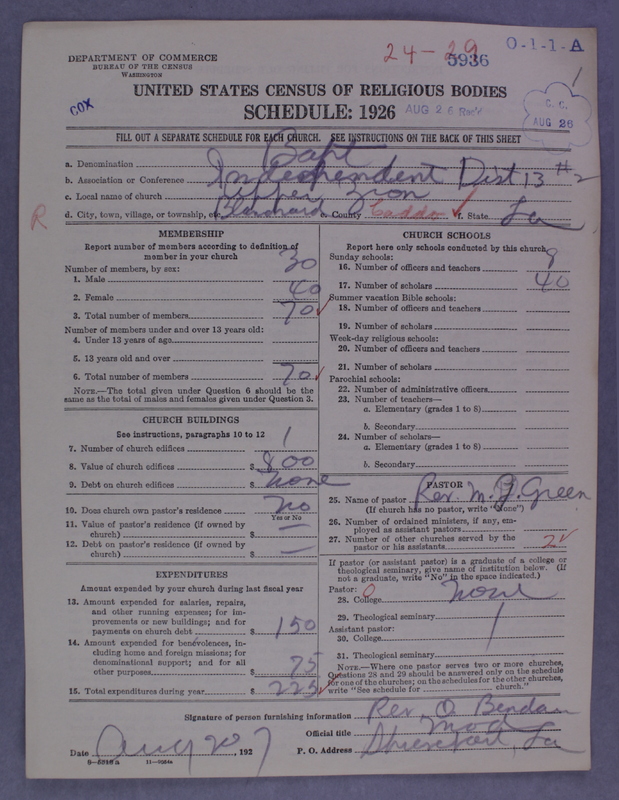 24-29
5936
0-1-1-A
DEPARTMENT OF COMMERCE
BUREAU OF THE CENSUS
WASHINGTON
UNITED STATES CENSUS OF RELIGIOUS BODIES
COX
SCHEDULE: 1926
AUG 26 Rec'd
C. C.
AUG 26
FILL OUT A SEPARATE SCHEDULE FOR EACH CHURCH. SEE INSTRUCTIONS ON THE BACK OF THIS SHEET
a. Denomination Bapt
b. Association or Conference Independent Dist 13 #2
c. Local name of church Zion
d. City, town, village, or township, etc. Blanchard e. County Caddo f. State La
R
MEMBERSHIP
Report number of members according to definition of
member in your church
Number of members, by sex:
1. Male 30
2. Female 40
3. Total number of members 70
Number of members under and over 13 years old:
4. Under 13 years of age
5. 13 years old and over
6. Total number of members 70
NOTE.—The total given under Question 6 should be the
same as the total of males and females given under Question 3.
CHURCH BUILDINGS
See instructions, paragraphs 10 to 12
7. Number of church edifices 1
8. Value of church edifices $ 800
9. Debt on church edifices $ none
10. Does church own pastor's residence no
Yes or No
11. Value of pastor's residence (if owned by
church) $ —
12. Debt on pastor's residence (if owned by
church) $ —
EXPENDITURES
Amount expended by your church during last fiscal year
13. Amount expended for salaries, repairs,
and other running expenses; for im-
provements or new buildings; and for
payments on church debt $ 150
14. Amount expended for benevolences, in-
cluding home and foreign missions; for
denominational support; and for all
other purposes $ 75
15. Total expenditures during year $ 225
CHURCH SCHOOLS
Report here only schools conducted by this church
Sunday schools:
16. Number of officers and teachers 9
17. Number of scholars 40
Summer vacation Bible schools:
18. Number of officers and teachers
19. Number of scholars
Week-day religious schools:
20. Number of officers and teachers
21. Number of scholars
Parochial schools:
22. Number of administrative officers
23. Number of teachers—
a. Elementary (grades 1 to 8)
b. Secondary
24. Number of scholars—
a. Elementary (grades 1 to 8)
b. Secondary
PASTOR
25. Name of pastor Rev. M. J. Green
(If church has no pastor, write "None")
26. Number of ordained ministers, if any, em-
ployed as assistant pastors
27. Number of other churches served by the
pastor or his assistants 2
If pastor (or assistant pastor) is a graduate of a college or
theological seminary, give name of institution below. (If
not a graduate, write "No" in the space indicated.)
Pastor: 0
28. College none
29. Theological seminary
Assistant pastor:
30. College
31. Theological seminary
NOTE.—Where one pastor serves two or more churches,
Questions 28 and 29 should be answered only on the schedule
for one of the churches; on the schedules for the other churches,
write "See schedule for church."
Signature of person furnishing information Rev. O. Bendan
Official title Mod
Date Aug 20, 1927
P. O. Address Shreveport, La
8-5018 a 11-9264a